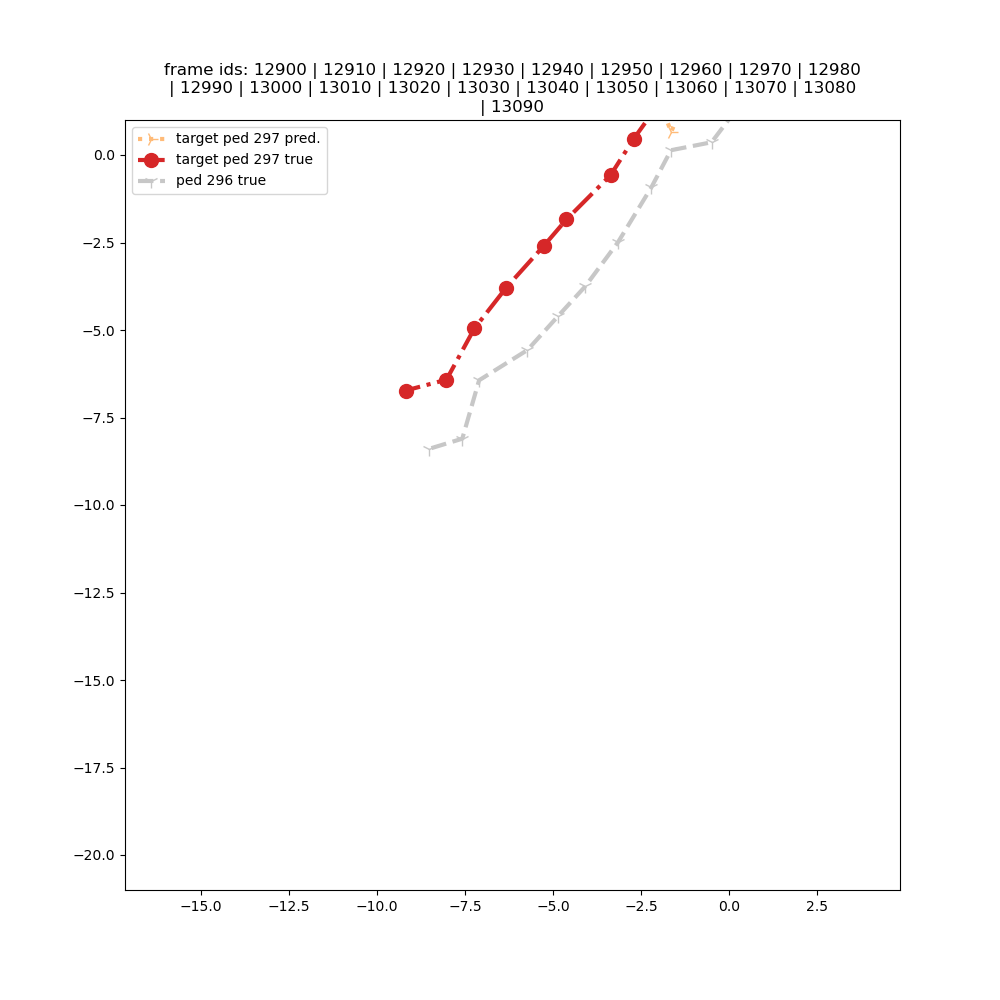 frame ids: 12900 | 12910 | 12920 | 12930 | 12940 | 12950 | 12960 | 12970 | 12980
| 12990 | 13000 | 13010 | 13020 | 13030 | 13040 | 13050 | 13060 | 13070 | 13080
| 13090
target ped 297 pred.
target ped 297 true
ped 296 true
0.0
−2.5
−5.0
−7.5
−10.0
−12.5
−15.0
−17.5
−20.0
−15.0 −12.5 −10.0 −7.5 −5.0 −2.5 0.0 2.5